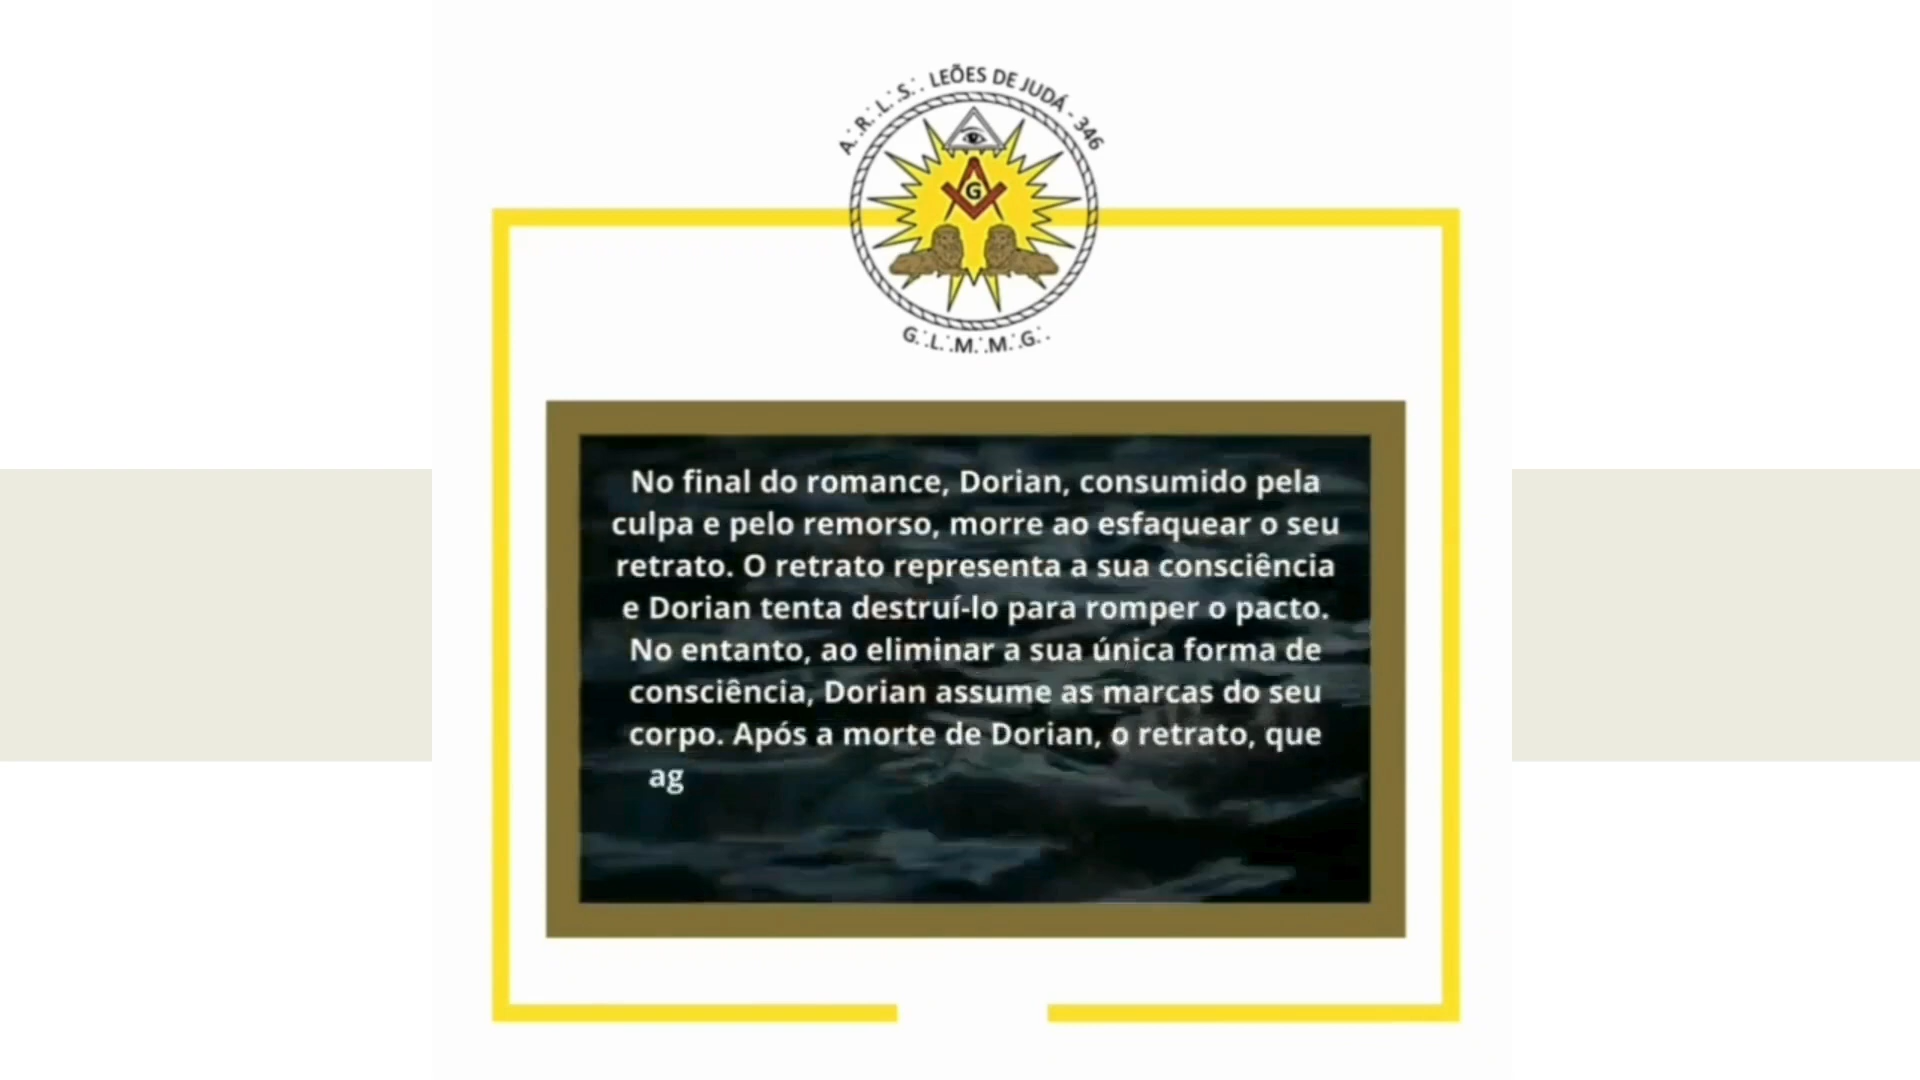 A∴R∴L∴S∴ LEÕES DE JUDÁ - 346
G
G∴L∴M∴M∴G∴
No final do romance, Dorian, consumido pela
culpa e pelo remorso, morre ao esfaquear o seu
retrato. O retrato representa a sua consciência
e Dorian tenta destruí-lo para romper o pacto.
No entanto, ao eliminar a sua única forma de
consciência, Dorian assume as marcas do seu
corpo. Após a morte de Dorian, o retrato, que
ag